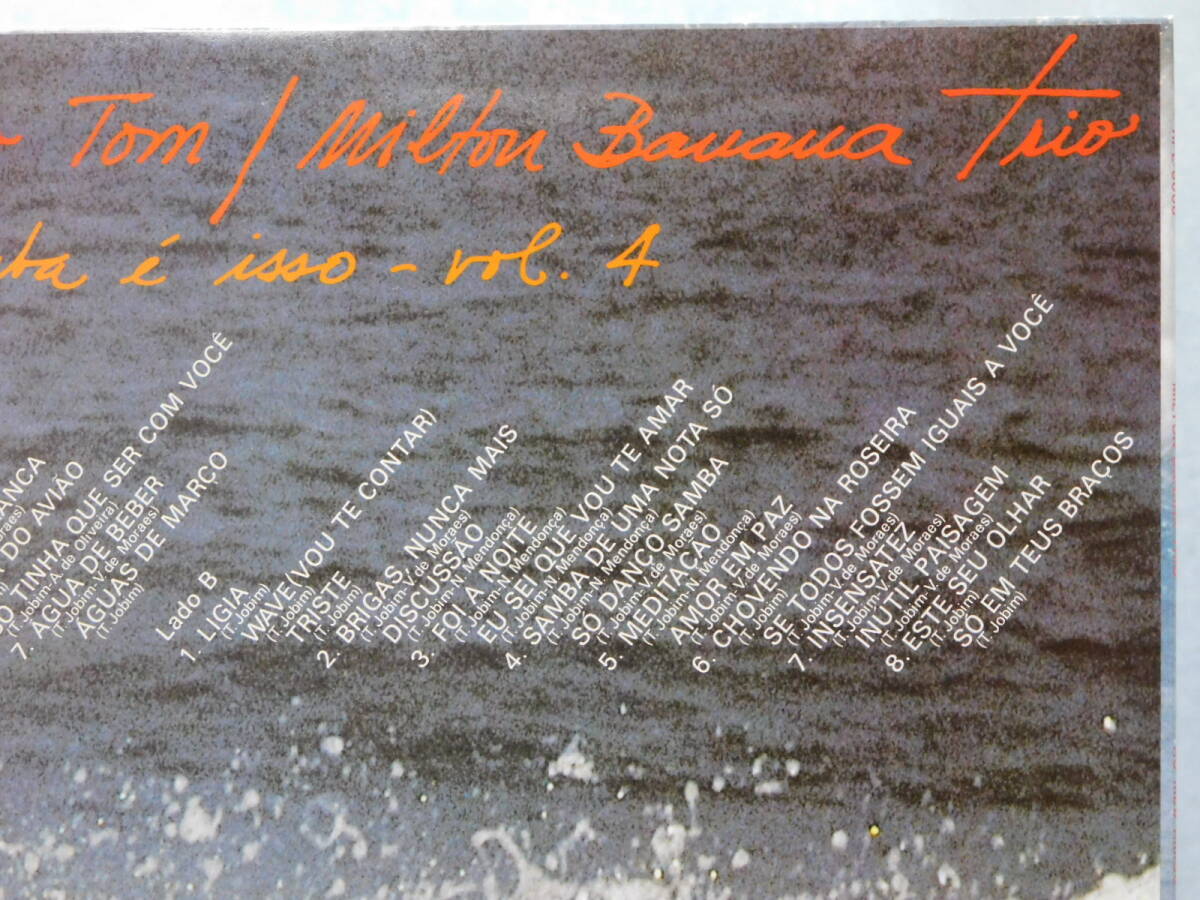 Tom / Milton Banana Trio
é isso - vol. 4
DO AVIÃO
TINHA QUE SER COM VOCÊ
(T Jobim-A. de Oliveira)
7. ÁGUA DE BEBER
(T Jobim-V. de Moraes)
ÁGUAS DE MARÇO
(T Jobim)
Lado B
1. LIGIA
(T Jobim)
WAVE (VOU TE CONTAR)
(T Jobim)
TRISTE
(T Jobim)
2. BRIGAS, NUNCA MAIS
(T Jobim-V. de Moraes)
DISCUSSÃO
(T Jobim-N. Mendonça)
3. FOI A NOITE
(T Jobim-N. Mendonça)
EU SEI QUE VOU TE AMAR
(T Jobim-N. Mendonça)
4. SAMBA DE UMA NOTA SÓ
(T Jobim-N. Mendonça)
SÓ DANÇO SAMBA
(T Jobim-V. de Moraes)
5. MEDITAÇÃO
(T Jobim-N. Mendonça)
AMOR EM PAZ
(T Jobim-V. de Moraes)
6. CHOVENDO NA ROSEIRA
(T Jobim)
SE TODOS FOSSEM IGUAIS A VOCÊ
(T Jobim-V. de Moraes)
7. INSENSATEZ
(T Jobim-V. de Moraes)
INUTIL PAISAGEM
(T Jobim-V. de Moraes)
8. ESTE SEU OLHAR
(T Jobim)
SÓ EM TEUS BRAÇOS
(T Jobim)